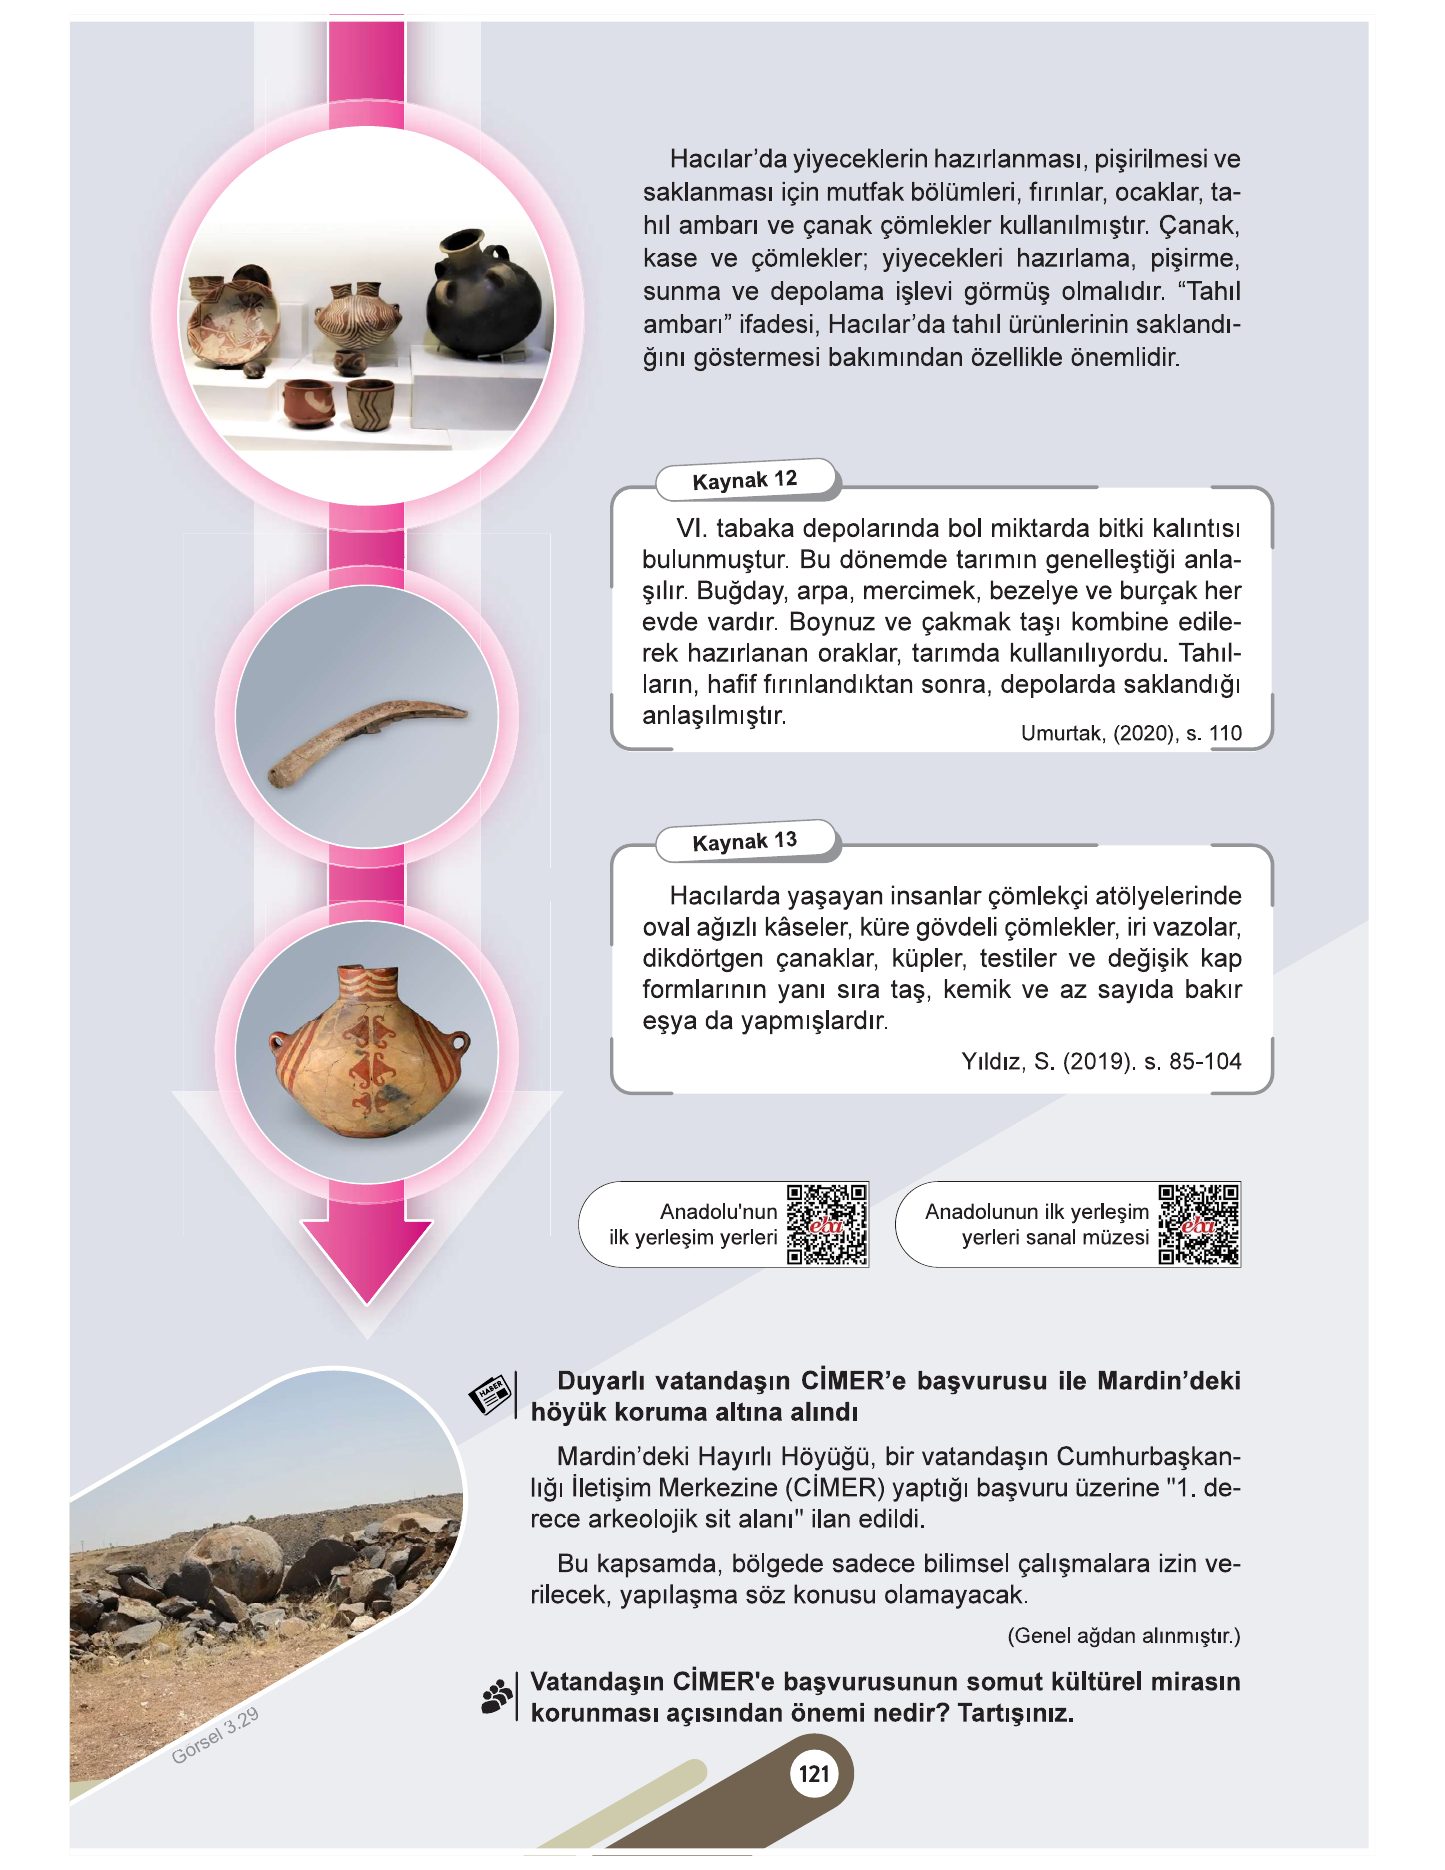 Hacılar’da yiyeceklerin hazırlanması, pişirilmesi ve
saklanması için mutfak bölümleri, fırınlar, ocaklar, ta-
hıl ambarı ve çanak çömlekler kullanılmıştır. Çanak,
kase ve çömlekler; yiyecekleri hazırlama, pişirme,
sunma ve depolama işlevi görmüş olmalıdır. “Tahıl
ambarı” ifadesi, Hacılar’da tahıl ürünlerinin saklandı-
ğını göstermesi bakımından özellikle önemlidir.
Kaynak 12
VI. tabaka depolarında bol miktarda bitki kalıntısı
bulunmuştur. Bu dönemde tarımın genelleştiği anla-
şılır. Buğday, arpa, mercimek, bezelye ve burçak her
evde vardır. Boynuz ve çakmak taşı kombine edile-
rek hazırlanan oraklar, tarımda kullanılıyordu. Tahıl-
ların, hafif fırınlandıktan sonra, depolarda saklandığı
anlaşılmıştır.
Umurtak, (2020), s. 110
Kaynak 13
Hacılarda yaşayan insanlar çömlekçi atölyelerinde
oval ağızlı kâseler, küre gövdeli çömlekler, iri vazolar,
dikdörtgen çanaklar, küpler, testiler ve değişik kap
formlarının yanı sıra taş, kemik ve az sayıda bakır
eşya da yapmışlardır.
Yıldız, S. (2019). s. 85-104
Anadolu'nun
ilk yerleşim yerleri
eba
Anadolunun ilk yerleşim
yerleri sanal müzesi
eba
HABER
Duyarlı vatandaşın CİMER’e başvurusu ile Mardin’deki
höyük koruma altına alındı
Mardin’deki Hayırlı Höyüğü, bir vatandaşın Cumhurbaşkan-
lığı İletişim Merkezine (CİMER) yaptığı başvuru üzerine "1. de-
rece arkeolojik sit alanı" ilan edildi.
Bu kapsamda, bölgede sadece bilimsel çalışmalara izin ve-
rilecek, yapılaşma söz konusu olamayacak.
(Genel ağdan alınmıştır.)
Vatandaşın CİMER'e başvurusunun somut kültürel mirasın
korunması açısından önemi nedir? Tartışınız.
Görsel 3.29
121